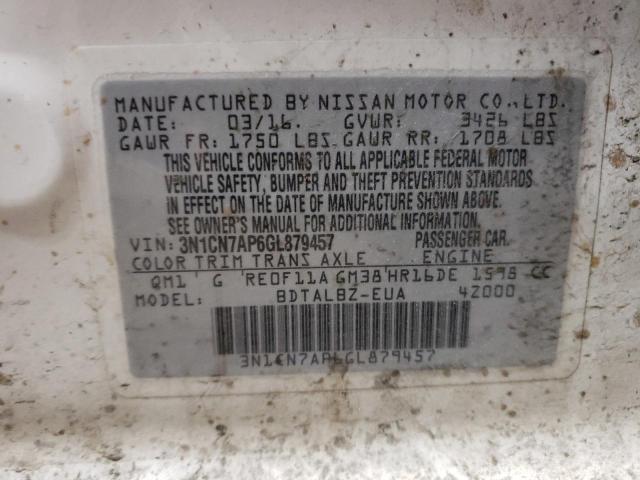 MANUFACTURED BY NISSAN MOTOR CO., LTD.
DATE: 03/16. GVWR: 3426 LBS
GAWR FR: 1750 LBS GAWR RR: 1708 LBS
THIS VEHICLE CONFORMS TO ALL APPLICABLE FEDERAL MOTOR
VEHICLE SAFETY, BUMPER AND THEFT PREVENTION STANDARDS
IN EFFECT ON THE DATE OF MANUFACTURE SHOWN ABOVE.
SEE OWNER'S MANUAL FOR ADDITIONAL INFORMATION.
VIN: 3N1CN7AP6GL879457 PASSENGER CAR.
COLOR TRIM TRANS AXLE ENGINE
QM1 G RE0F11A GM38 HR16DE 1598 CC
MODEL: BDTALBZ-EUA 4Z000
3N1CN7AP6GL879457